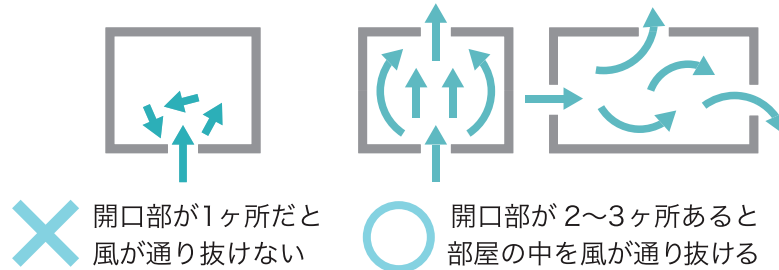 開口部が1ヶ所だと
風が通り抜けない
開口部が2〜3ヶ所あると
部屋の中を風が通り抜ける